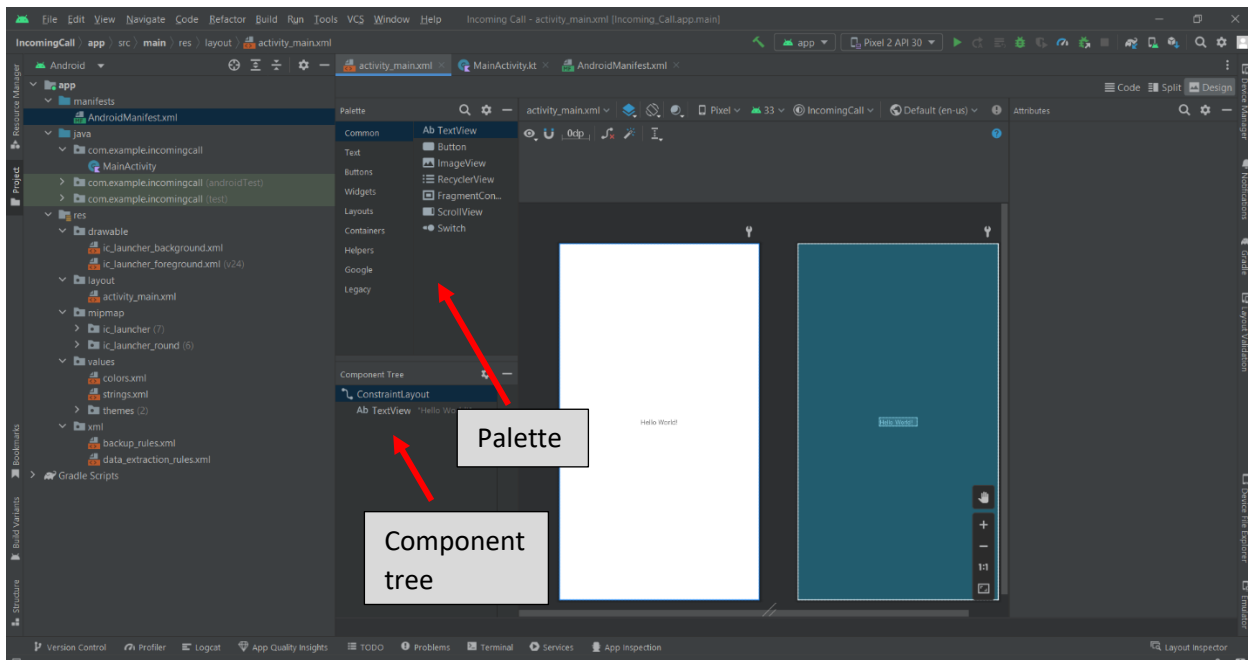 File Edit View Navigate Code Refactor Build Run Tools VCS Window Help Incoming Call - activity_main.xml [Incoming_Call.app.main]
IncomingCall app src main res layout activity_main.xml
app Pixel 2 API 30
Android
activity_main.xml MainActivity.kt AndroidManifest.xml
Code Split Design
Resource Manager
Project
Bookmarks
Build Variants
Structure
app
manifests
AndroidManifest.xml
java
com.example.incomingcall
MainActivity
com.example.incomingcall (androidTest)
com.example.incomingcall (test)
res
drawable
ic_launcher_background.xml
ic_launcher_foreground.xml (v24)
layout
activity_main.xml
mipmap
ic_launcher (7)
ic_launcher_round (6)
values
colors.xml
strings.xml
themes (2)
xml
backup_rules.xml
data_extraction_rules.xml
Gradle Scripts
Palette
Common
Text
Buttons
Widgets
Layouts
Containers
Helpers
Google
Legacy
Ab TextView
Button
ImageView
RecyclerView
FragmentCon...
ScrollView
Switch
Component Tree
ConstraintLayout
Ab TextView "Hello
Palette
Component
tree
activity_main.xml Pixel 33 IncomingCall Default (en-us)
0dp
Hello World!
Hello World!
1:1
Attributes
Device Manager
Notifications
Gradle
Layout Validation
Device File Explorer
Emulator
Version Control Profiler Logcat App Quality Insights TODO Problems Terminal Services App Inspection
Layout Inspector